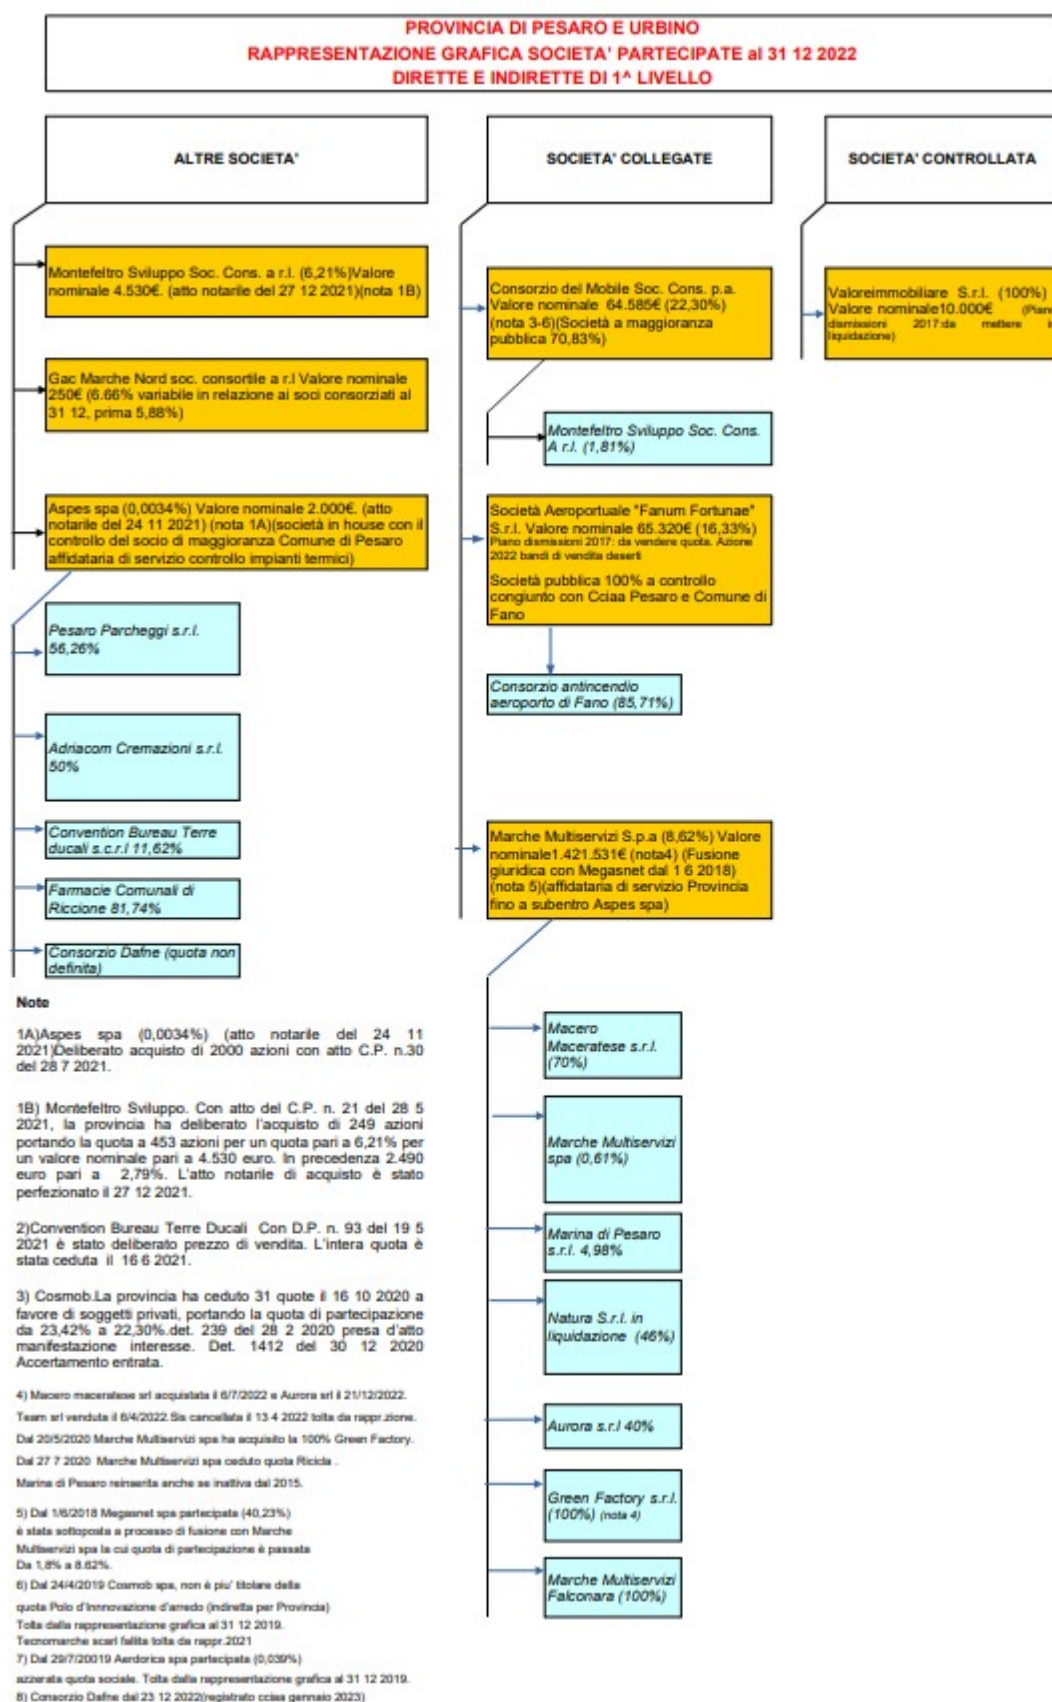 PROVINCIA DI PESARO E URBINO
RAPPRESENTAZIONE GRAFICA SOCIETA' PARTECIPATE al 31 12 2022
DIRETTE E INDIRETTE DI 1^ LIVELLO
ALTRE SOCIETA'
Montefeltro Sviluppo Soc. Cons. a r.l. (6,21%)Valore
nominale 4.530€. (atto notarile del 27 12 2021)(nota 1B)
Gac Marche Nord soc. consortile a r.l Valore nominale
250€ (6.66% variabile in relazione ai soci consorziati al
31 12, prima 5,88%)
Aspes spa (0,0034%) Valore nominale 2.000€. (atto
notarile del 24 11 2021) (nota 1A)(società in house con il
controllo del socio di maggioranza Comune di Pesaro
affidataria di servizio controllo impianti termici)
Pesaro Parcheggi s.r.l.
56,26%
Adriacom Cremazioni s.r.l.
50%
Convention Bureau Terre
ducali s.c.r.l 11,62%
Farmacie Comunali di
Riccione 81,74%
Consorzio Dafne (quota non
definita)
SOCIETA' COLLEGATE
Consorzio del Mobile Soc. Cons. p.a.
Valore nominale 64.585€ (22,30%)
(nota 3-6)(Società a maggioranza
pubblica 70,83%)
Montefeltro Sviluppo Soc. Cons.
A r.l. (1,81%)
Società Aeroportuale "Fanum Fortunae"
S.r.l. Valore nominale 65.320€ (16,33%)
Piano dismissioni 2017: da vendere quota. Azione
2022 bandi di vendita deserti
Società pubblica 100% a controllo
congiunto con Cciaa Pesaro e Comune di
Fano
Consorzio antincendio
aeroporto di Fano (85,71%)
Marche Multiservizi S.p.a (8,62%) Valore
nominale1.421.531€ (nota4) (Fusione
giuridica con Megasnet dal 1 6 2018)
(nota 5)(affidataria di servizio Provincia
fino a subentro Aspes spa)
Macero
Maceratese s.r.l.
(70%)
Marche Multiservizi
spa (0,61%)
Marina di Pesaro
s.r.l. 4,98%
Natura S.r.l. in
liquidazione (46%)
Aurora s.r.l 40%
Green Factory s.r.l.
(100%) (nota 4)
Marche Multiservizi
Falconara (100%)
SOCIETA' CONTROLLATA
Valoreimmobiliare S.r.l. (100%)
Valore nominale10.000€ (Piano
dismissioni 2017:da mettere in
liquidazione)
Note
1A)Aspes spa (0,0034%) (atto notarile del 24 11
2021)Deliberato acquisto di 2000 azioni con atto C.P. n.30
del 28 7 2021.
1B) Montefeltro Sviluppo. Con atto del C.P. n. 21 del 28 5
2021, la provincia ha deliberato l'acquisto di 249 azioni
portando la quota a 453 azioni per un quota pari a 6,21% per
un valore nominale pari a 4.530 euro. In precedenza 2.490
euro pari a 2,79%. L'atto notarile di acquisto è stato
perfezionato il 27 12 2021.
2)Convention Bureau Terre Ducali Con D.P. n. 93 del 19 5
2021 è stato deliberato prezzo di vendita. L'intera quota è
stata ceduta il 16 6 2021.
3) Cosmob.La provincia ha ceduto 31 quote il 16 10 2020 a
favore di soggetti privati, portando la quota di partecipazione
da 23,42% a 22,30%.det. 239 del 28 2 2020 presa d'atto
manifestazione interesse. Det. 1412 del 30 12 2020
Accertamento entrata.
4) Macero maceratese srl acquistata il 6/7/2022 e Aurora srl il 21/12/2022.
Team srl venduta il 6/4/2022.Sis cancellata il 13 4 2022 tolta da rappr.zione.
Dal 20/5/2020 Marche Multiservizi spa ha acquisito la 100% Green Factory.
Dal 27 7 2020 Marche Multiservizi spa ceduto quota Ricicla .
Marina di Pesaro reinserita anche se inattiva dal 2015.
5) Dal 1/6/2018 Megasnet spa partecipata (40,23%)
è stata sottoposta a processo di fusione con Marche
Multiservizi spa la cui quota di partecipazione è passata
Da 1,8% a 8.62%.
6) Dal 24/4/2019 Cosmob spa, non è piu' titolare della
quota Polo d'Innnovazione d'arredo (indiretta per Provincia)
Tolta dalla rappresentazione grafica al 31 12 2019.
Tecnomarche scarl fallita tolta da rappr.2021
7) Dal 29/7/20019 Aerdorica spa partecipata (0,039%)
azzerata quota sociale. Tolta dalla rappresentazione grafica al 31 12 2019.
8) Consorzio Dafne dal 23 12 2022(registrato cciaa gennaio 2023)